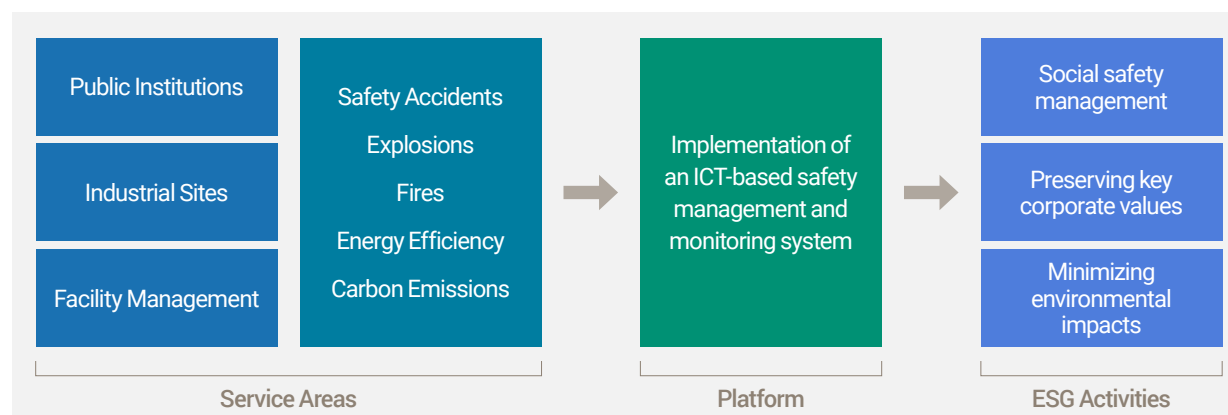 Public Institutions
Industrial Sites
Facility Management
Safety Accidents
Explosions
Fires
Energy Efficiency
Carbon Emissions
Implementation of
an ICT-based safety
management and
monitoring system
Social safety
management
Preserving key
corporate values
Minimizing
environmental
impacts
Service Areas
Platform
ESG Activities